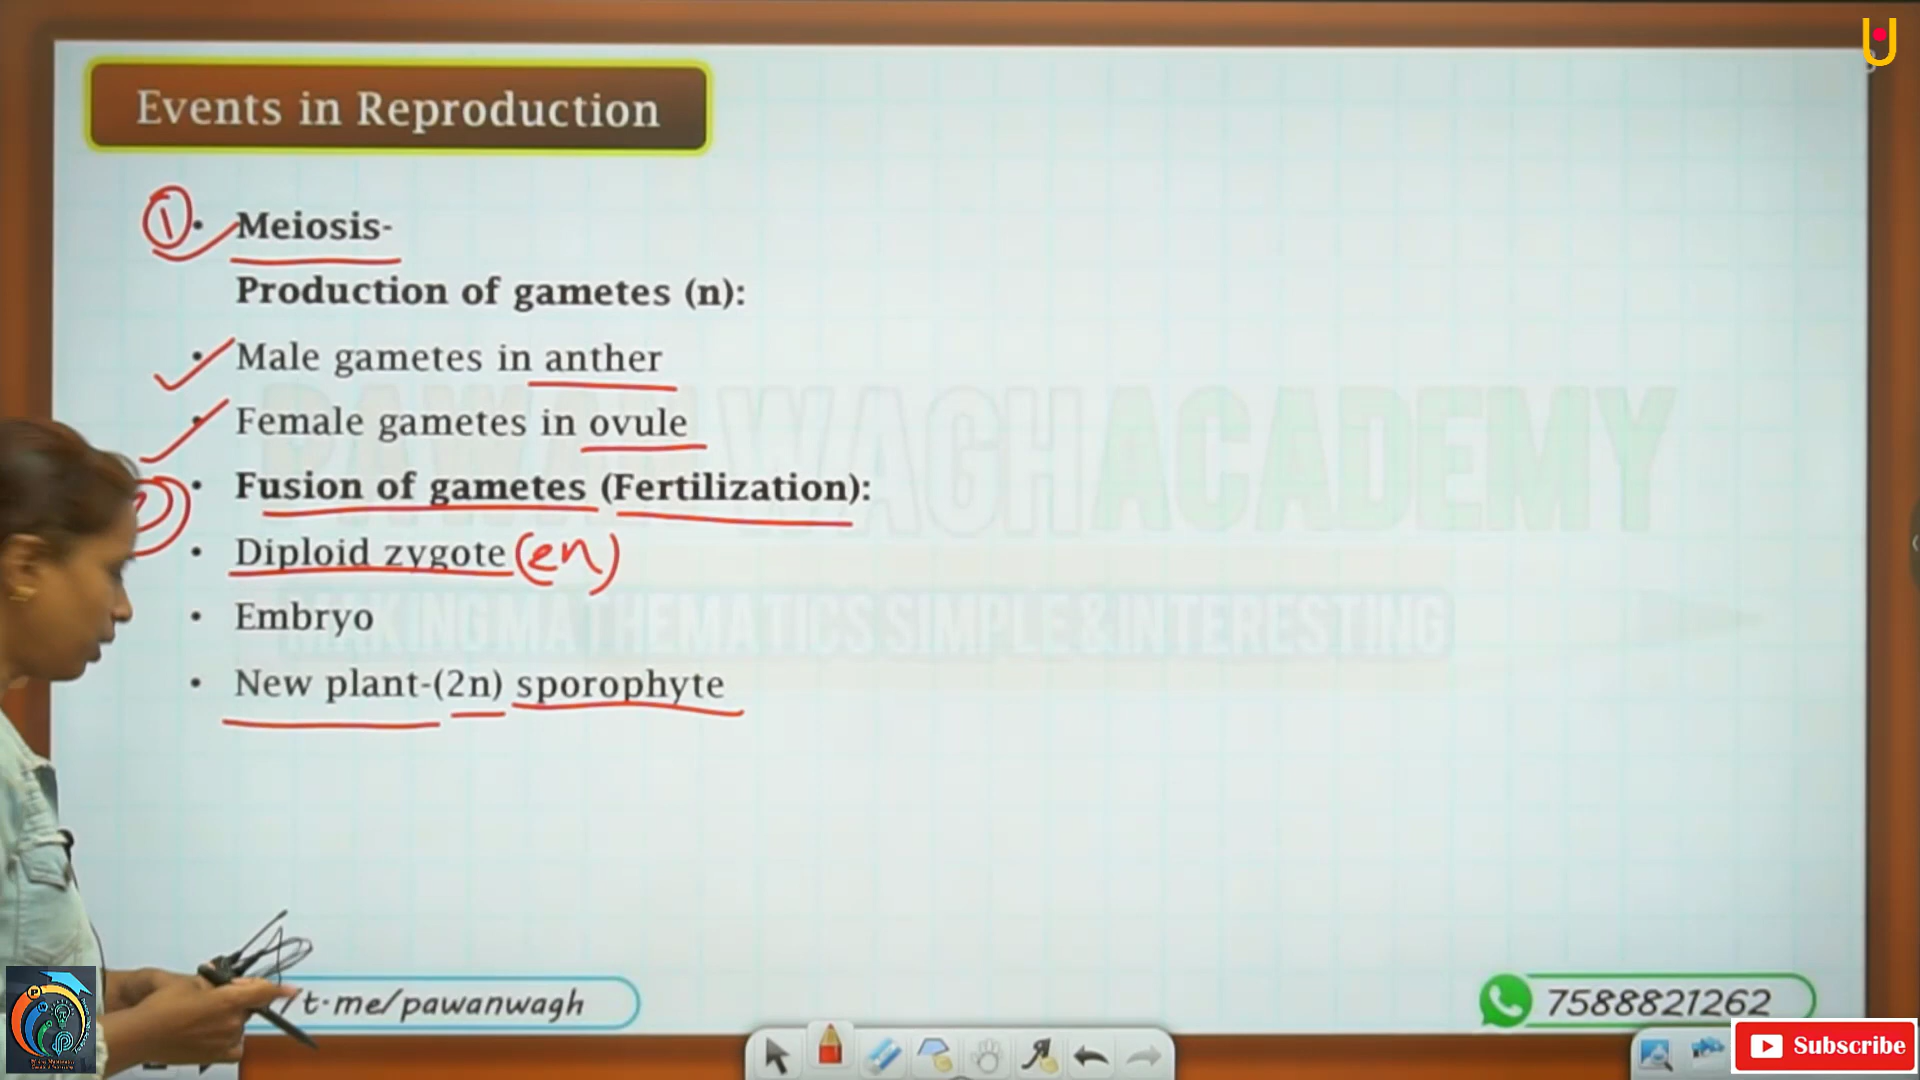 Events in Reproduction
① • Meiosis-
Production of gametes (n):
• Male gametes in anther
• Female gametes in ovule
• Fusion of gametes (Fertilization):
• Diploid zygote (2n)
• Embryo
• New plant-(2n) sporophyte
PAWAN WAGH ACADEMY
MAKING MATHEMATICS SIMPLE & INTERESTING
/t.me/pawanwagh
7588821262
Subscribe